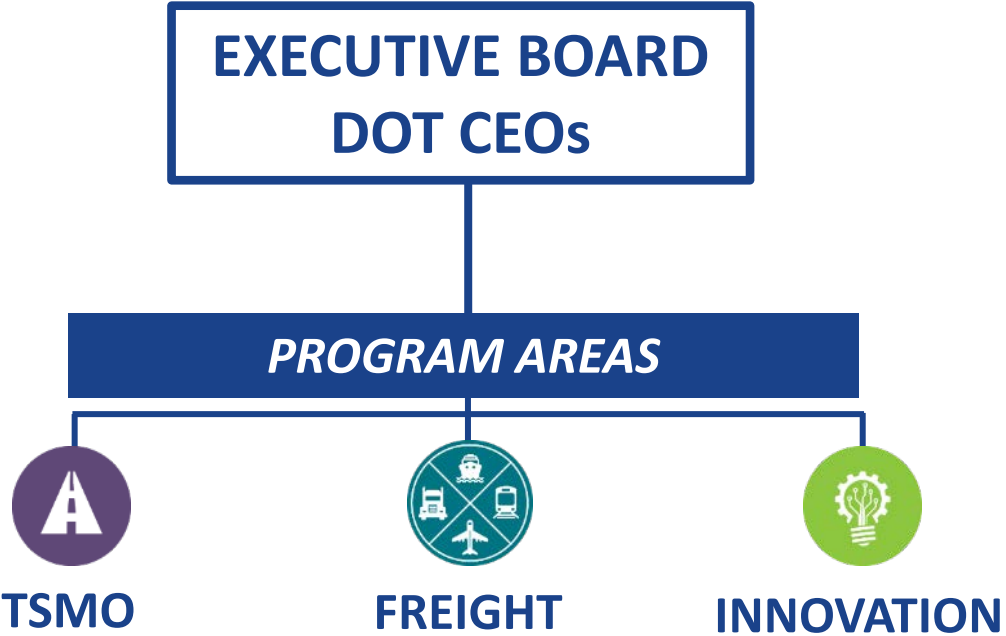 EXECUTIVE BOARD
DOT CEOs
PROGRAM AREAS
TSMO
FREIGHT
INNOVATION